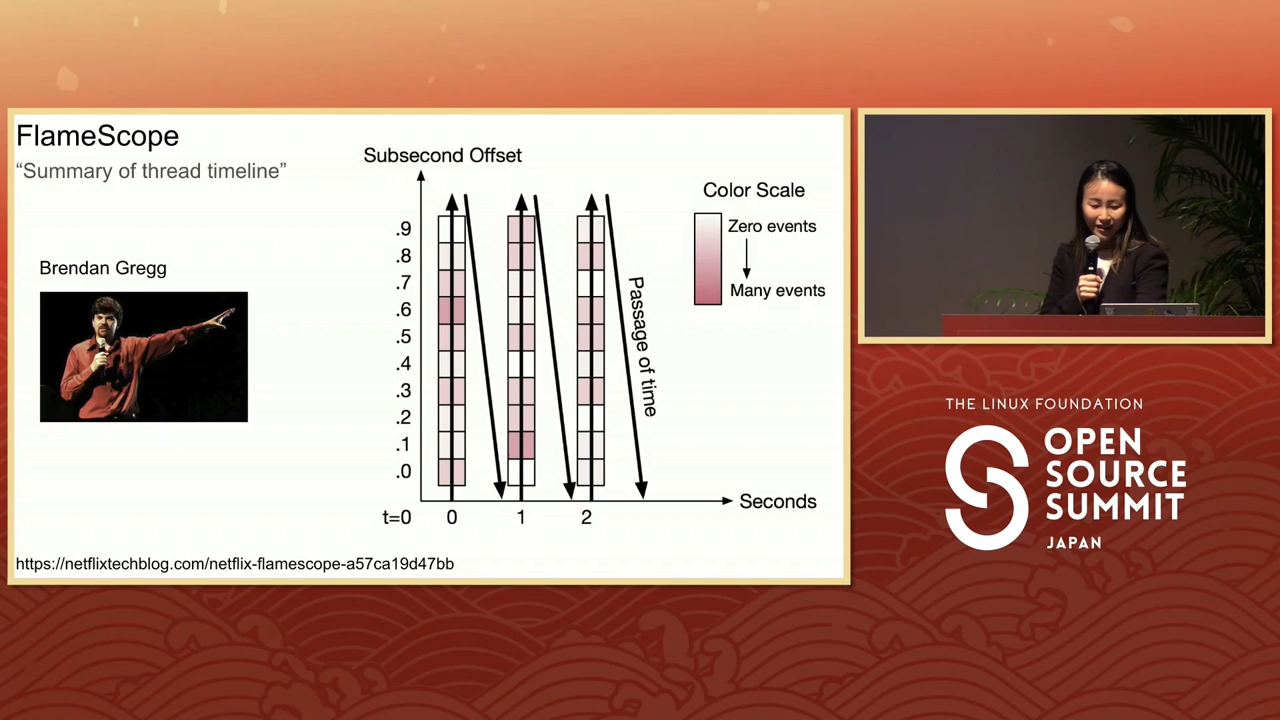 FlameScope
“Summary of thread timeline”
Brendan Gregg
Subsecond Offset
.9
.8
.7
.6
.5
.4
.3
.2
.1
.0
t=0
0
1
2
Seconds
Passage of time
Color Scale
Zero events
Many events
https://netflixtechblog.com/netflix-flamescope-a57ca19d47bb
THE LINUX FOUNDATION
OPEN
SOURCE
SUMMIT
JAPAN